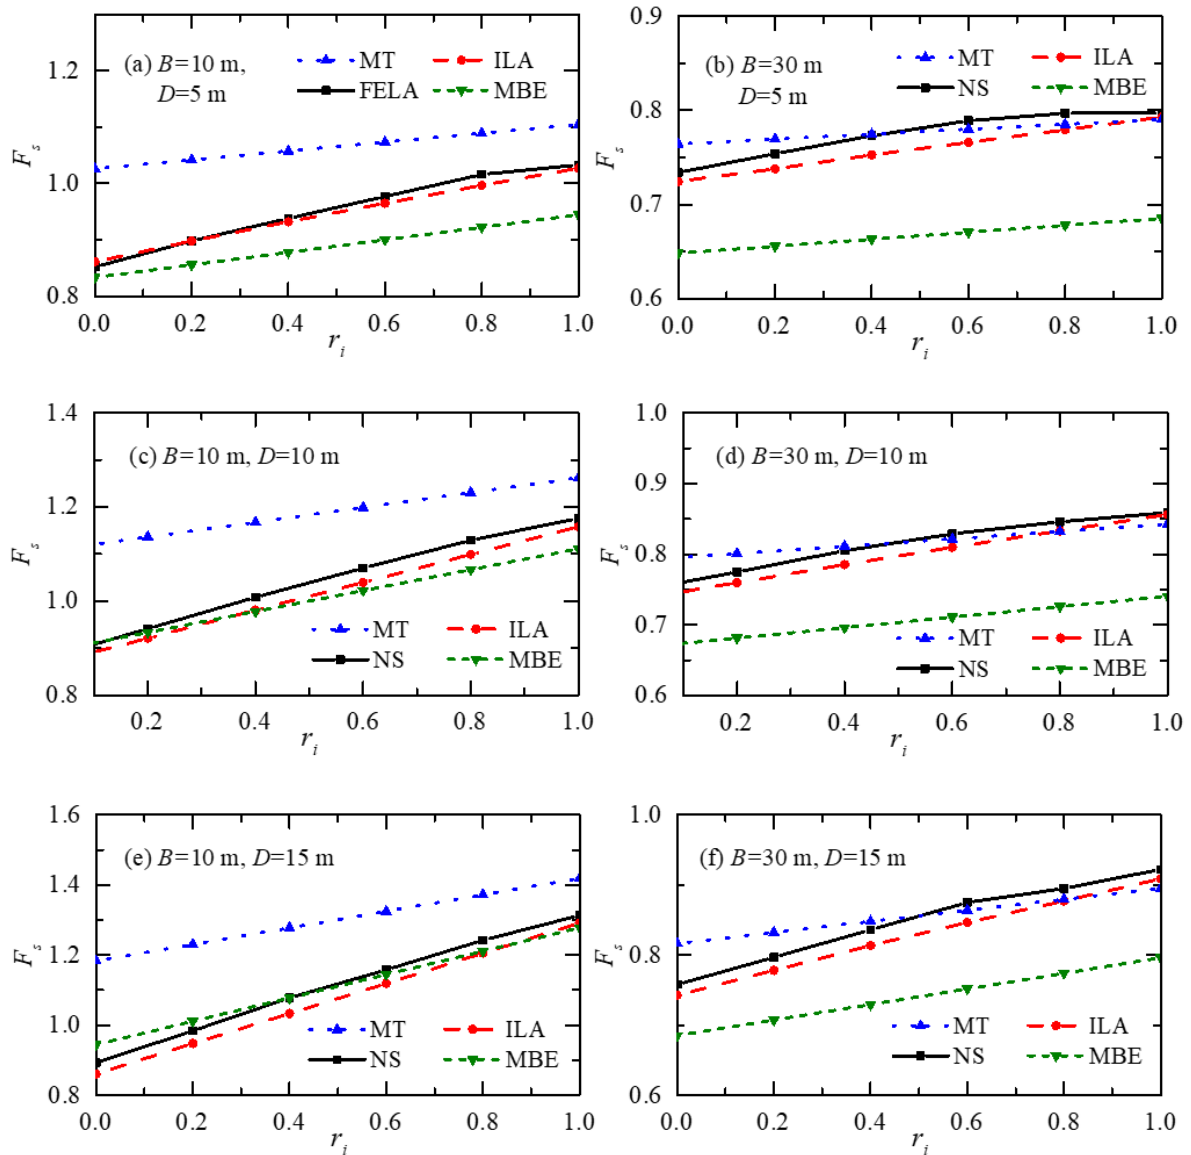 (a) B=10 m,
D=5 m
MT ILA
FELA MBE
1.2
1.0
0.8
F_s
0.0 0.2 0.4 0.6 0.8 1.0
r_i
(b) B=30 m
D=5 m
MT ILA
NS MBE
0.9
0.8
0.7
0.6
F_s
0.0 0.2 0.4 0.6 0.8 1.0
r_i
(c) B=10 m, D=10 m
1.4
1.2
1.0
0.8
F_s
MT ILA
NS MBE
0.2 0.4 0.6 0.8 1.0
r_i
(d) B=30 m, D=10 m
1.0
0.9
0.8
0.7
0.6
F_s
MT ILA
NS MBE
0.2 0.4 0.6 0.8 1.0
r_i
(e) B=10 m, D=15 m
1.6
1.4
1.2
1.0
0.8
F_s
MT ILA
NS MBE
0.0 0.2 0.4 0.6 0.8 1.0
r_i
(f) B=30 m, D=15 m
1.0
0.8
0.6
F_s
MT ILA
NS MBE
0.0 0.2 0.4 0.6 0.8 1.0
r_i